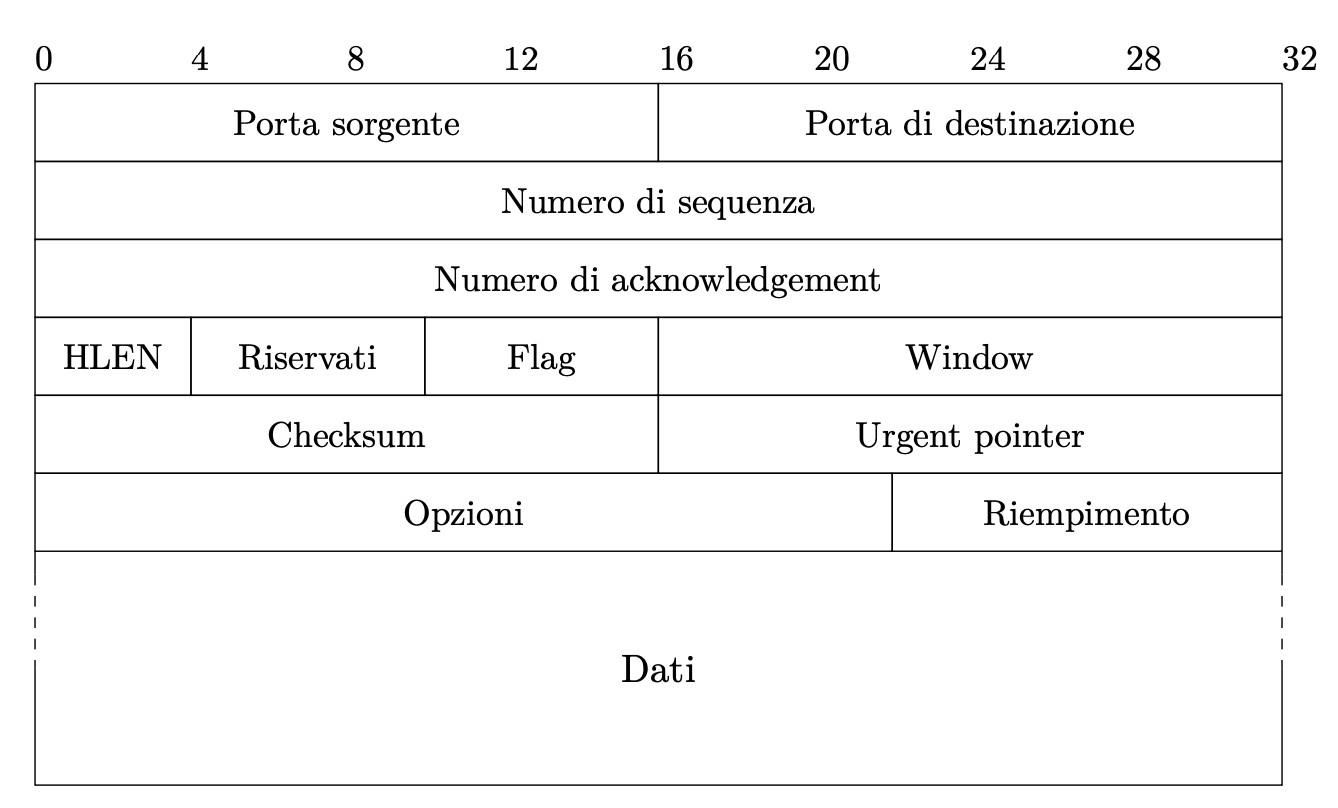 0 4 8 12 16 20 24 28 32
Porta sorgente Porta di destinazione
Numero di sequenza
Numero di acknowledgement
HLEN Riservati Flag Window
Checksum Urgent pointer
Opzioni Riempimento
Dati